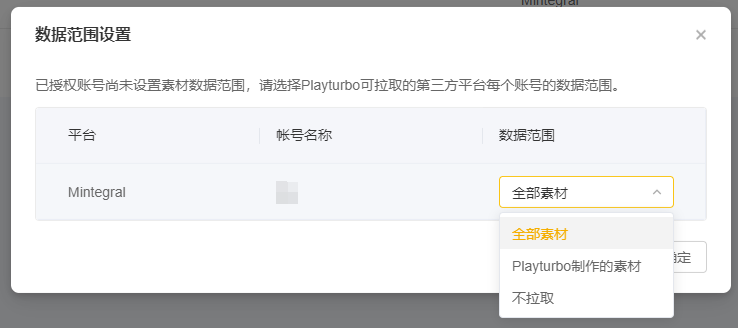 Mintegral
数据范围设置
已授权账号尚未设置素材数据范围，请选择Playturbo可拉取的第三方平台每个账号的数据范围。
平台 帐号名称 数据范围
Mintegral 全部素材
全部素材
Playturbo制作的素材
不拉取